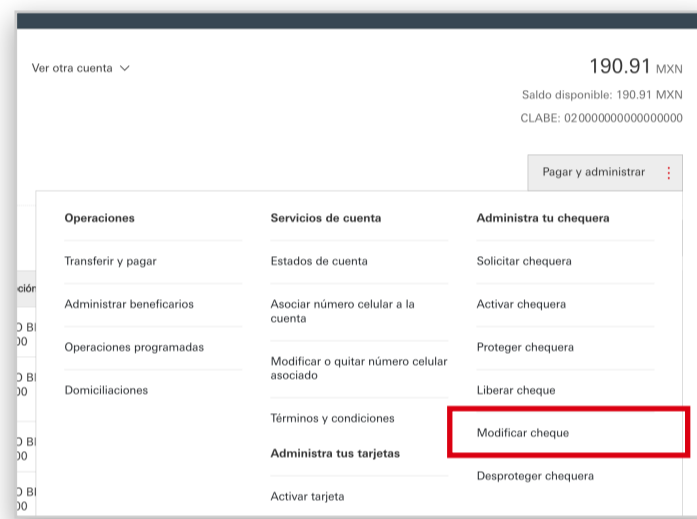 Ver otra cuenta
190.91 MXN
Saldo disponible: 190.91 MXN
CLABE: 020000000000000000
Pagar y administrar
Operaciones
Transferir y pagar
Administrar beneficiarios
Operaciones programadas
Domiciliaciones
Servicios de cuenta
Estados de cuenta
Asociar número celular a la
cuenta
Modificar o quitar número celular
asociado
Términos y condiciones
Administra tus tarjetas
Activar tarjeta
Administra tu chequera
Solicitar chequera
Activar chequera
Proteger chequera
Liberar cheque
Modificar cheque
Desproteger chequera